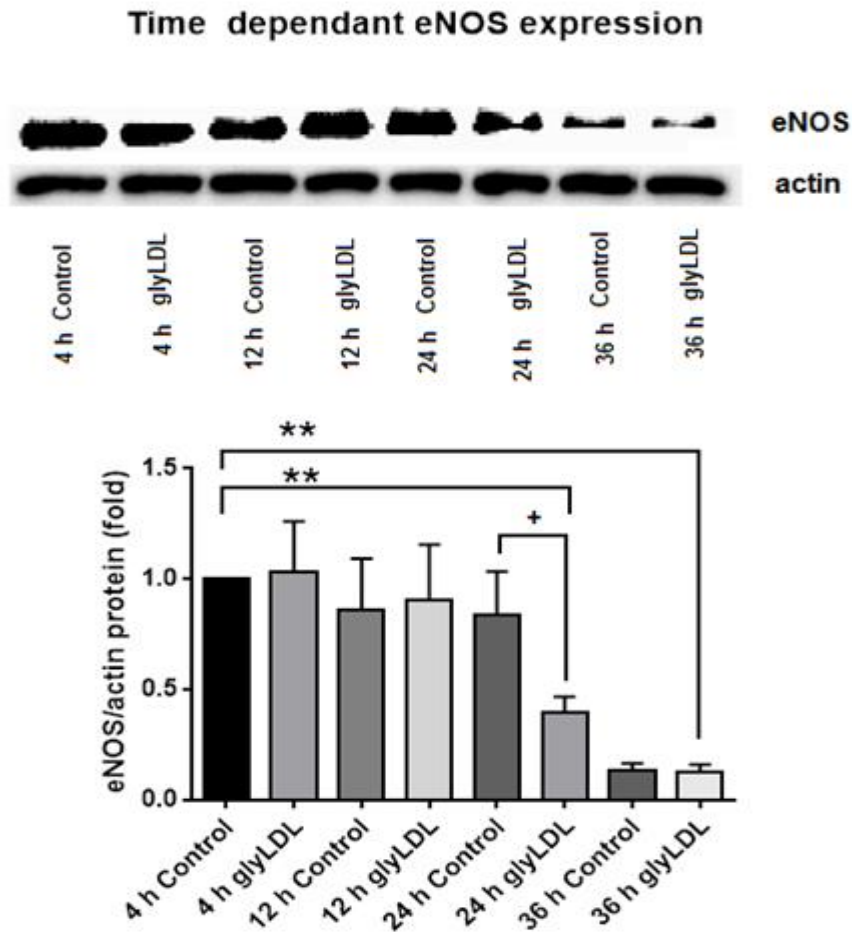 Time dependant eNOS expression
eNOS
actin
4 h Control
4 h glyLDL
12 h Control
12 h glyLDL
24 h Control
24 h glyLDL
36 h Control
36 h glyLDL
**
**
+
eNOS/actin protein (fold)
1.5
1.0
0.5
0.0
4 h Control
4 h glyLDL
12 h Control
12 h glyLDL
24 h Control
24 h glyLDL
36 h Control
36 h glyLDL